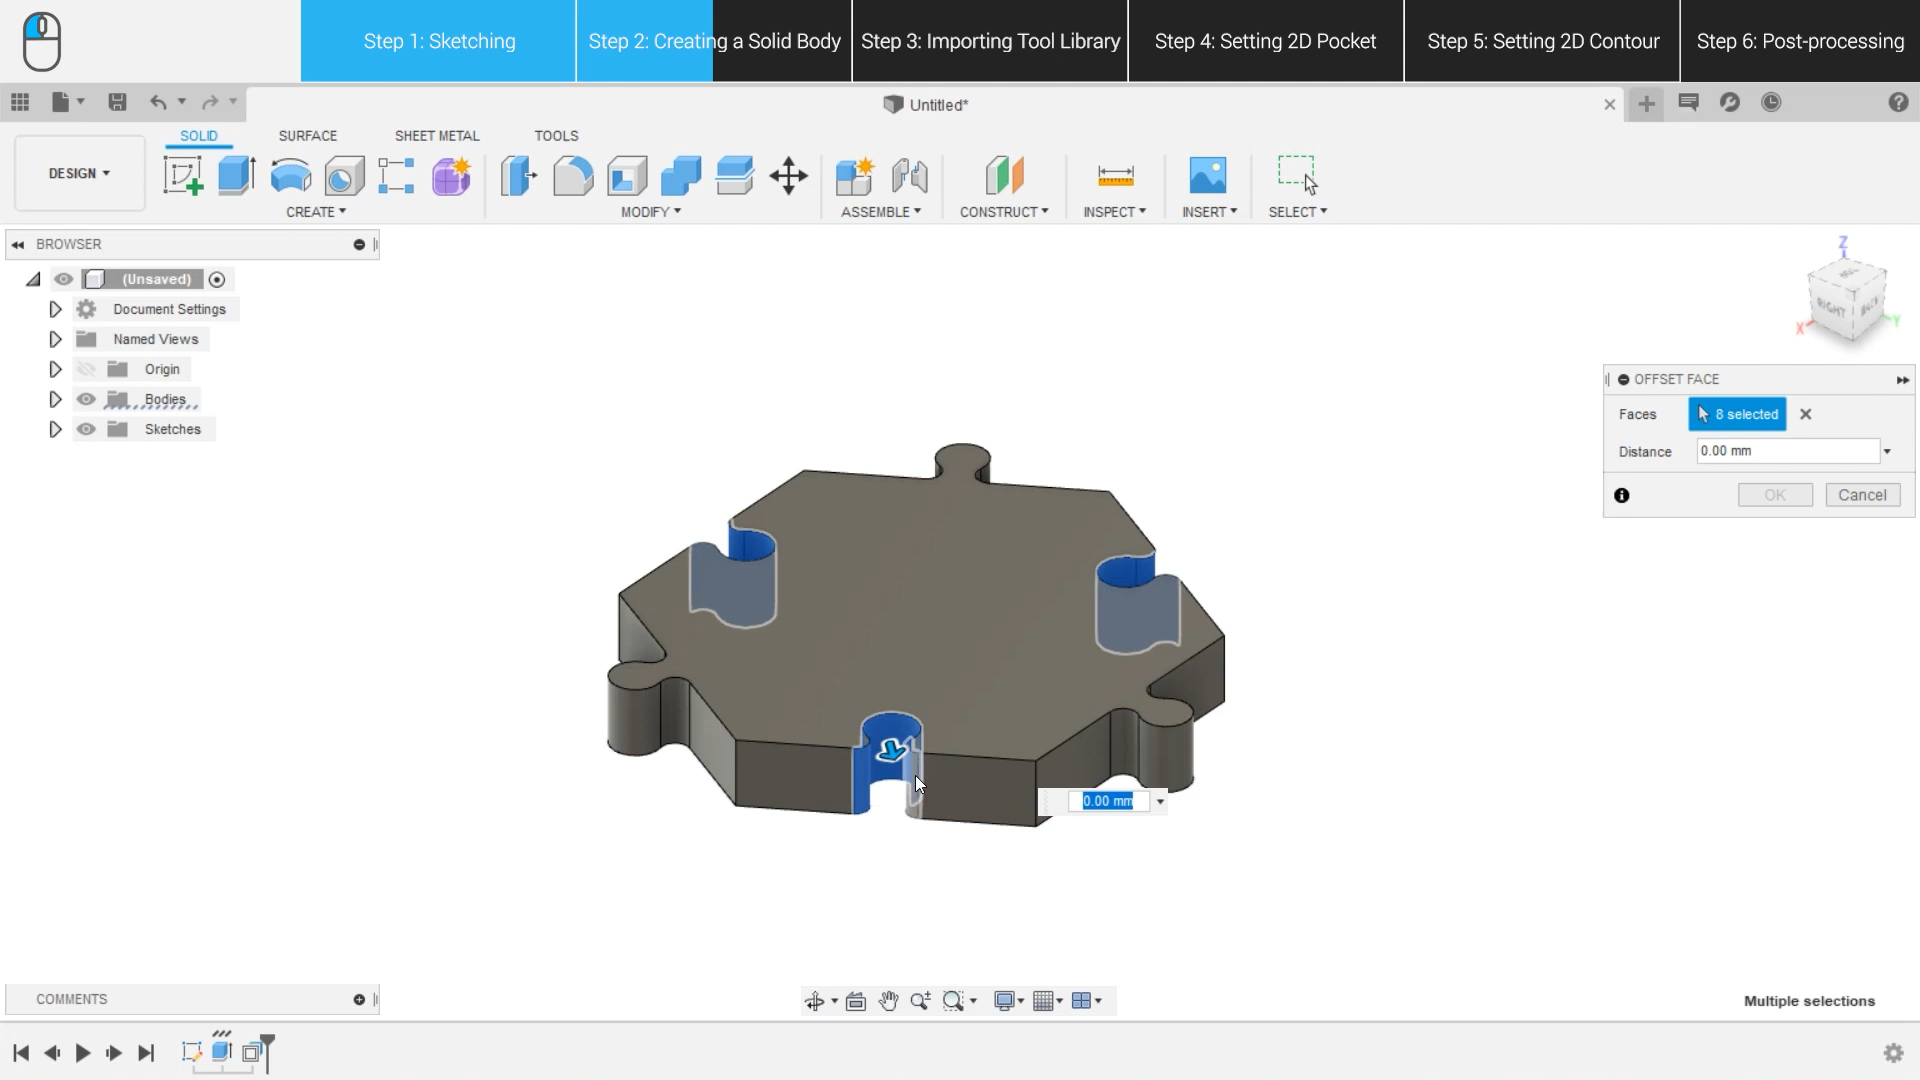 Step 1: Sketching
Step 2: Creating a Solid Body
Step 3: Importing Tool Library
Step 4: Setting 2D Pocket
Step 5: Setting 2D Contour
Step 6: Post-processing
Untitled*
SOLID
SURFACE
SHEET METAL
TOOLS
DESIGN
CREATE
MODIFY
ASSEMBLE
CONSTRUCT
INSPECT
INSERT
SELECT
BROWSER
(Unsaved)
Document Settings
Named Views
Origin
Bodies
Sketches
Z
TOP
RIGHT
BACK
X
Y
OFFSET FACE
Faces
8 selected
Distance
0.00 mm
OK
Cancel
0.00 mm
COMMENTS
Multiple selections